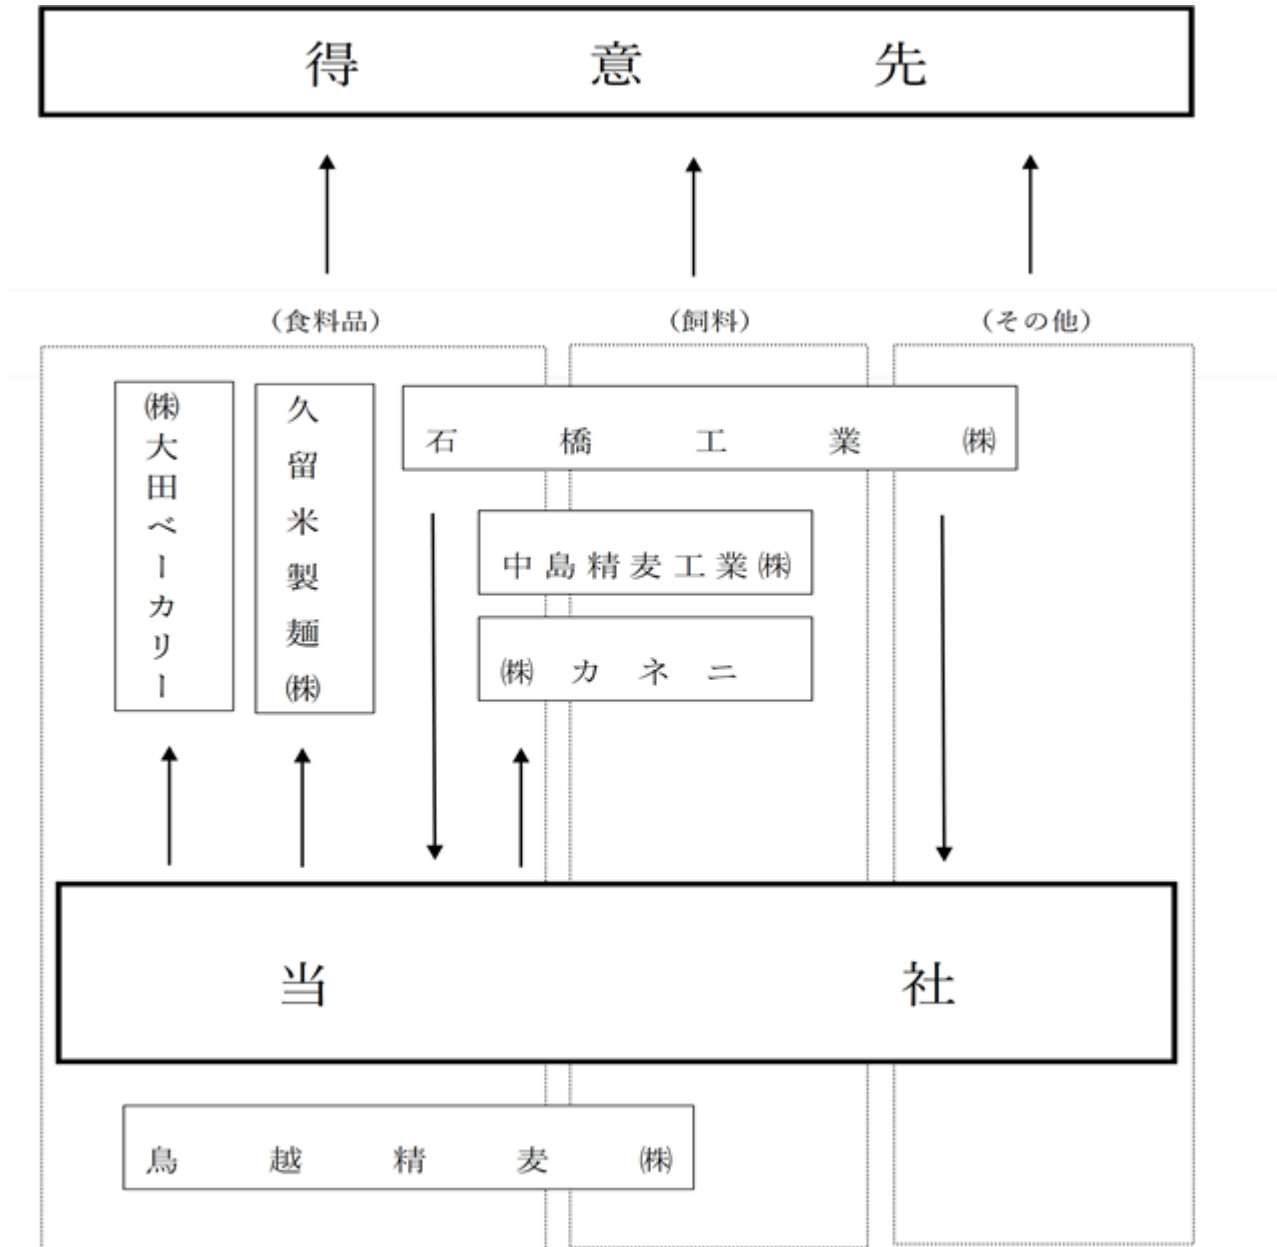 得意先
(食料品)
(飼料)
(その他)
㈱大田ベーカリー
久留米製麺㈱
石橋工業㈱
中島精麦工業㈱
㈱カネニ
当社
鳥越精麦㈱